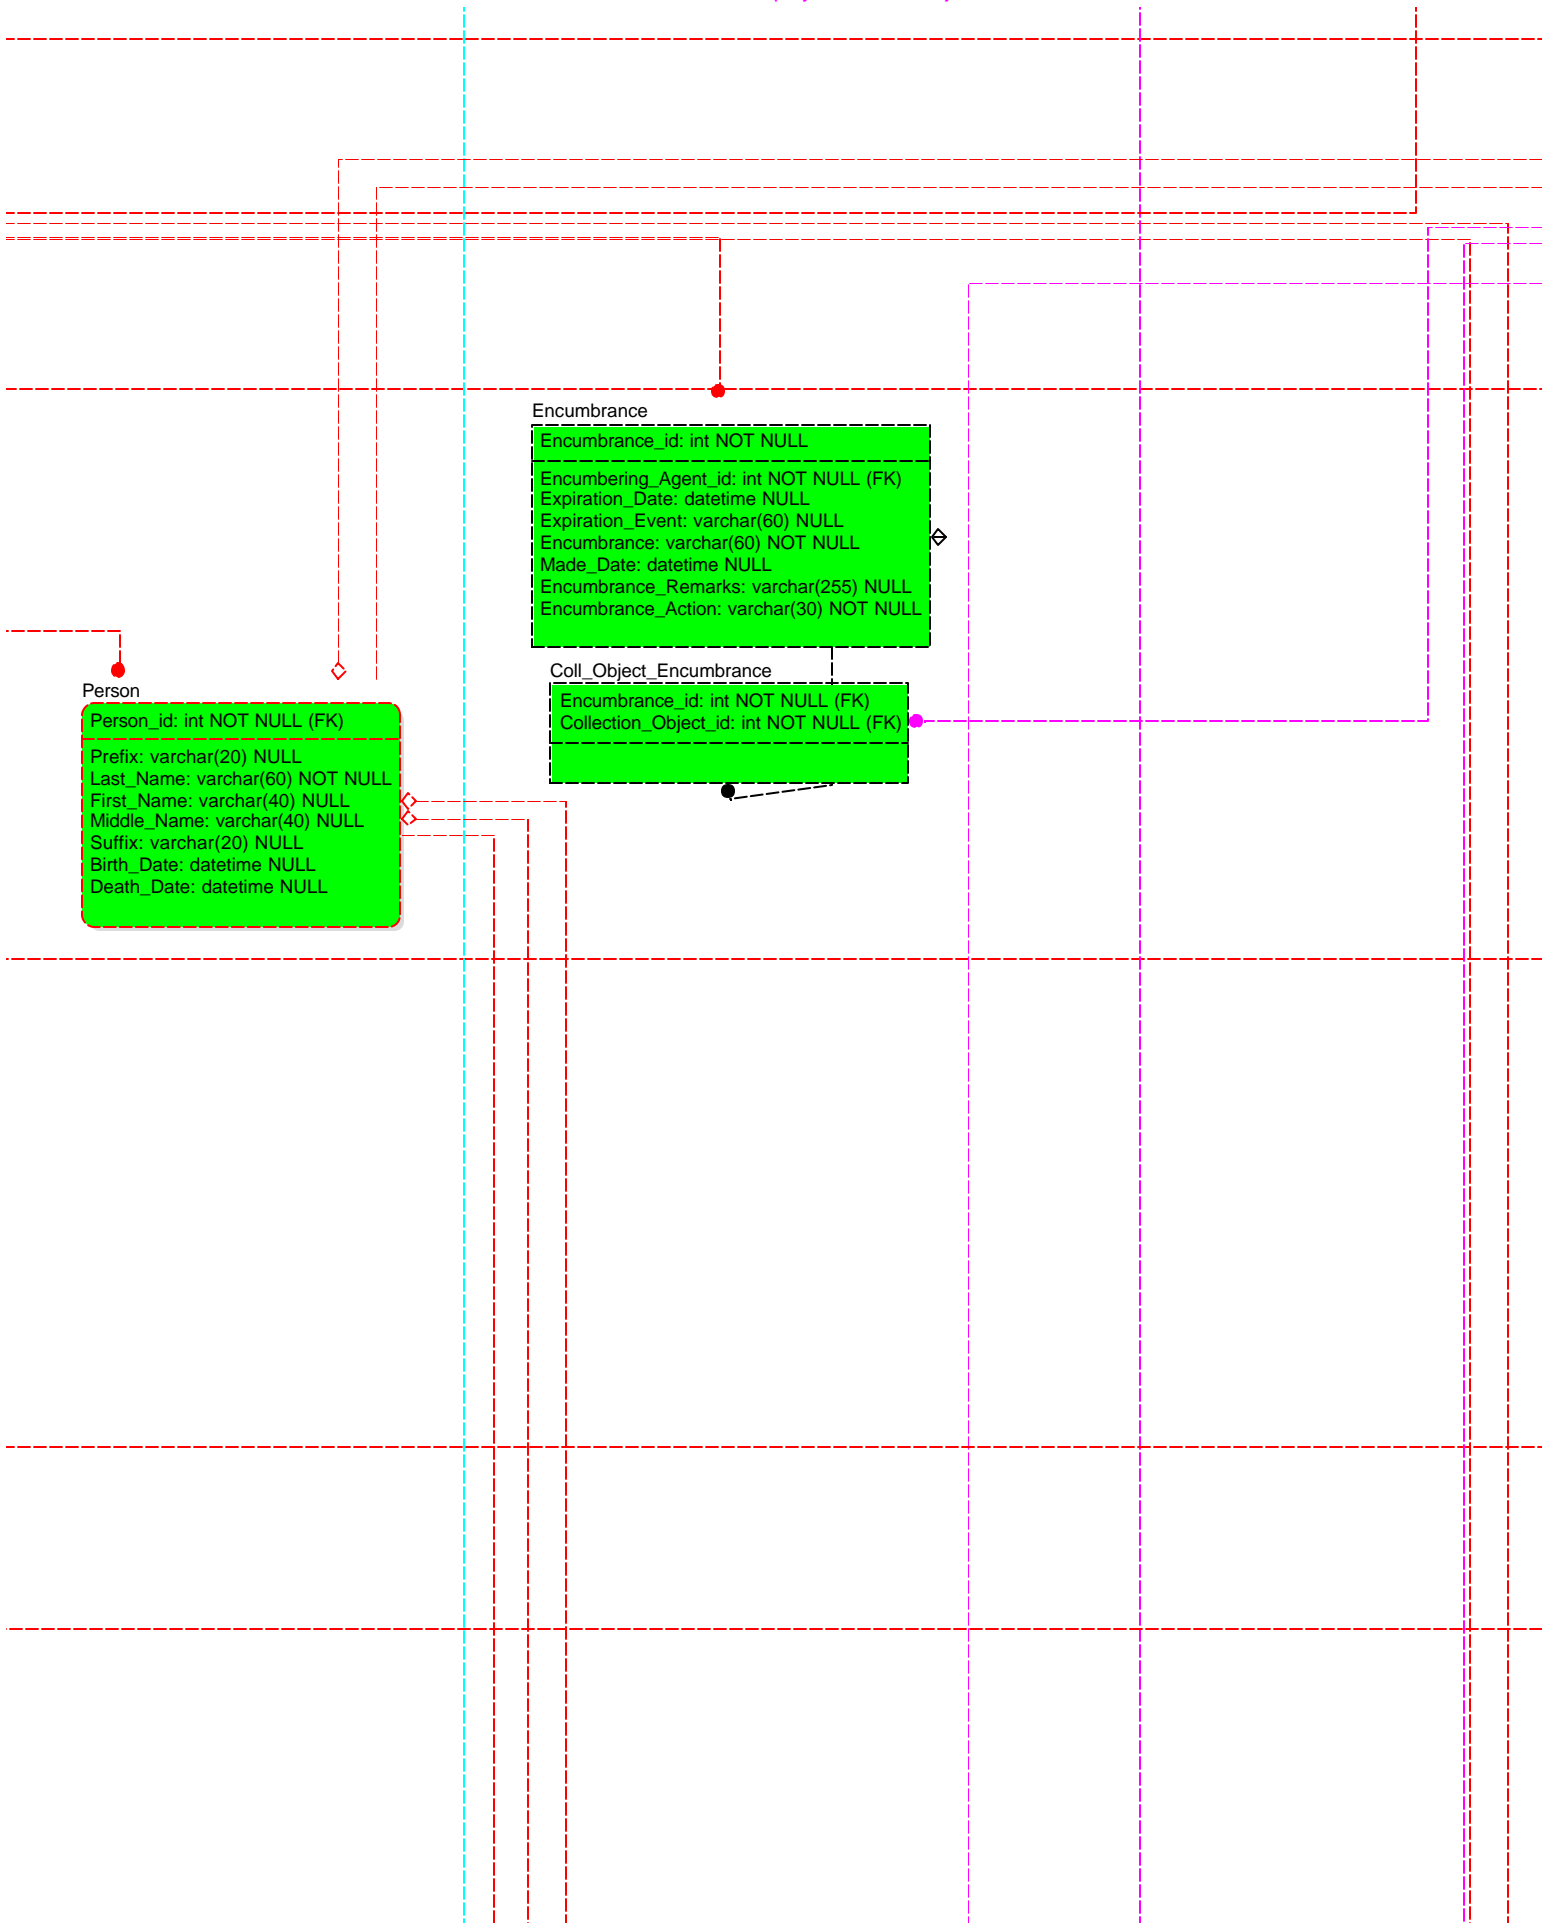 Encumbrance
Encumbrance_id: int NOT NULL
Encumbering_Agent_id: int NOT NULL (FK)
Expiration_Date: datetime NULL
Expiration_Event: varchar(60) NULL
Encumbrance: varchar(60) NOT NULL
Made_Date: datetime NULL
Encumbrance_Remarks: varchar(255) NULL
Encumbrance_Action: varchar(30) NOT NULL
Coll_Object_Encumbrance
Encumbrance_id: int NOT NULL (FK)
Collection_Object_id: int NOT NULL (FK)
Person
Person_id: int NOT NULL (FK)
Prefix: varchar(20) NULL
Last_Name: varchar(60) NOT NULL
First_Name: varchar(40) NULL
Middle_Name: varchar(40) NULL
Suffix: varchar(20) NULL
Birth_Date: datetime NULL
Death_Date: datetime NULL